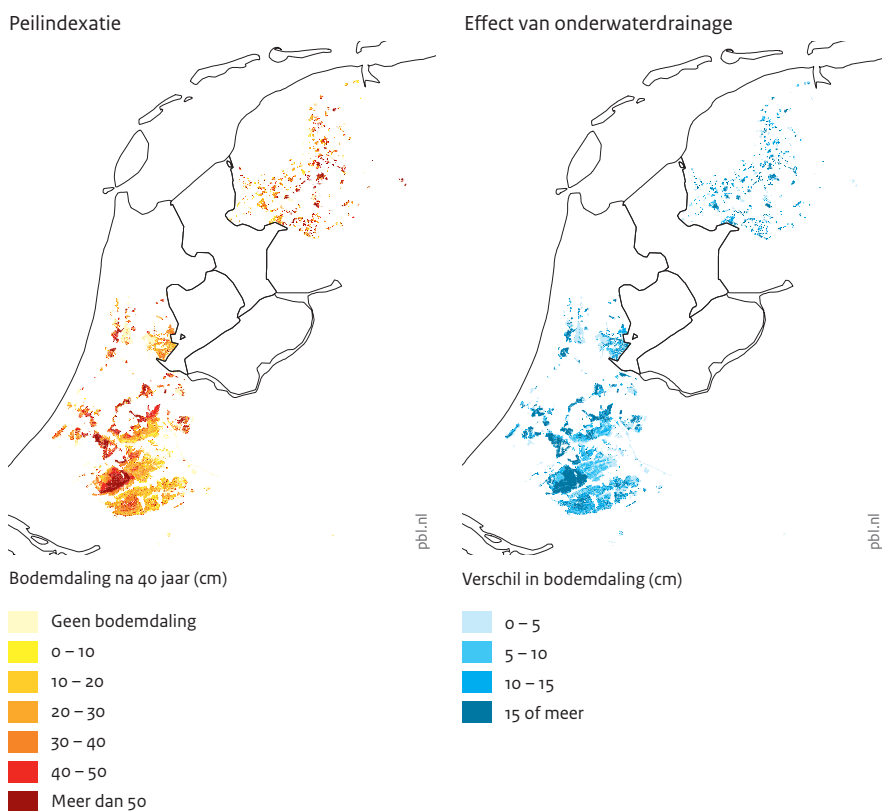 Peilindexatie
Effect van onderwaterdrainage
pbl.nl
pbl.nl
Bodemdaling na 40 jaar (cm)
Geen bodemdaling
0 – 10
10 – 20
20 – 30
30 – 40
40 – 50
Meer dan 50
Verschil in bodemdaling (cm)
0 – 5
5 – 10
10 – 15
15 of meer